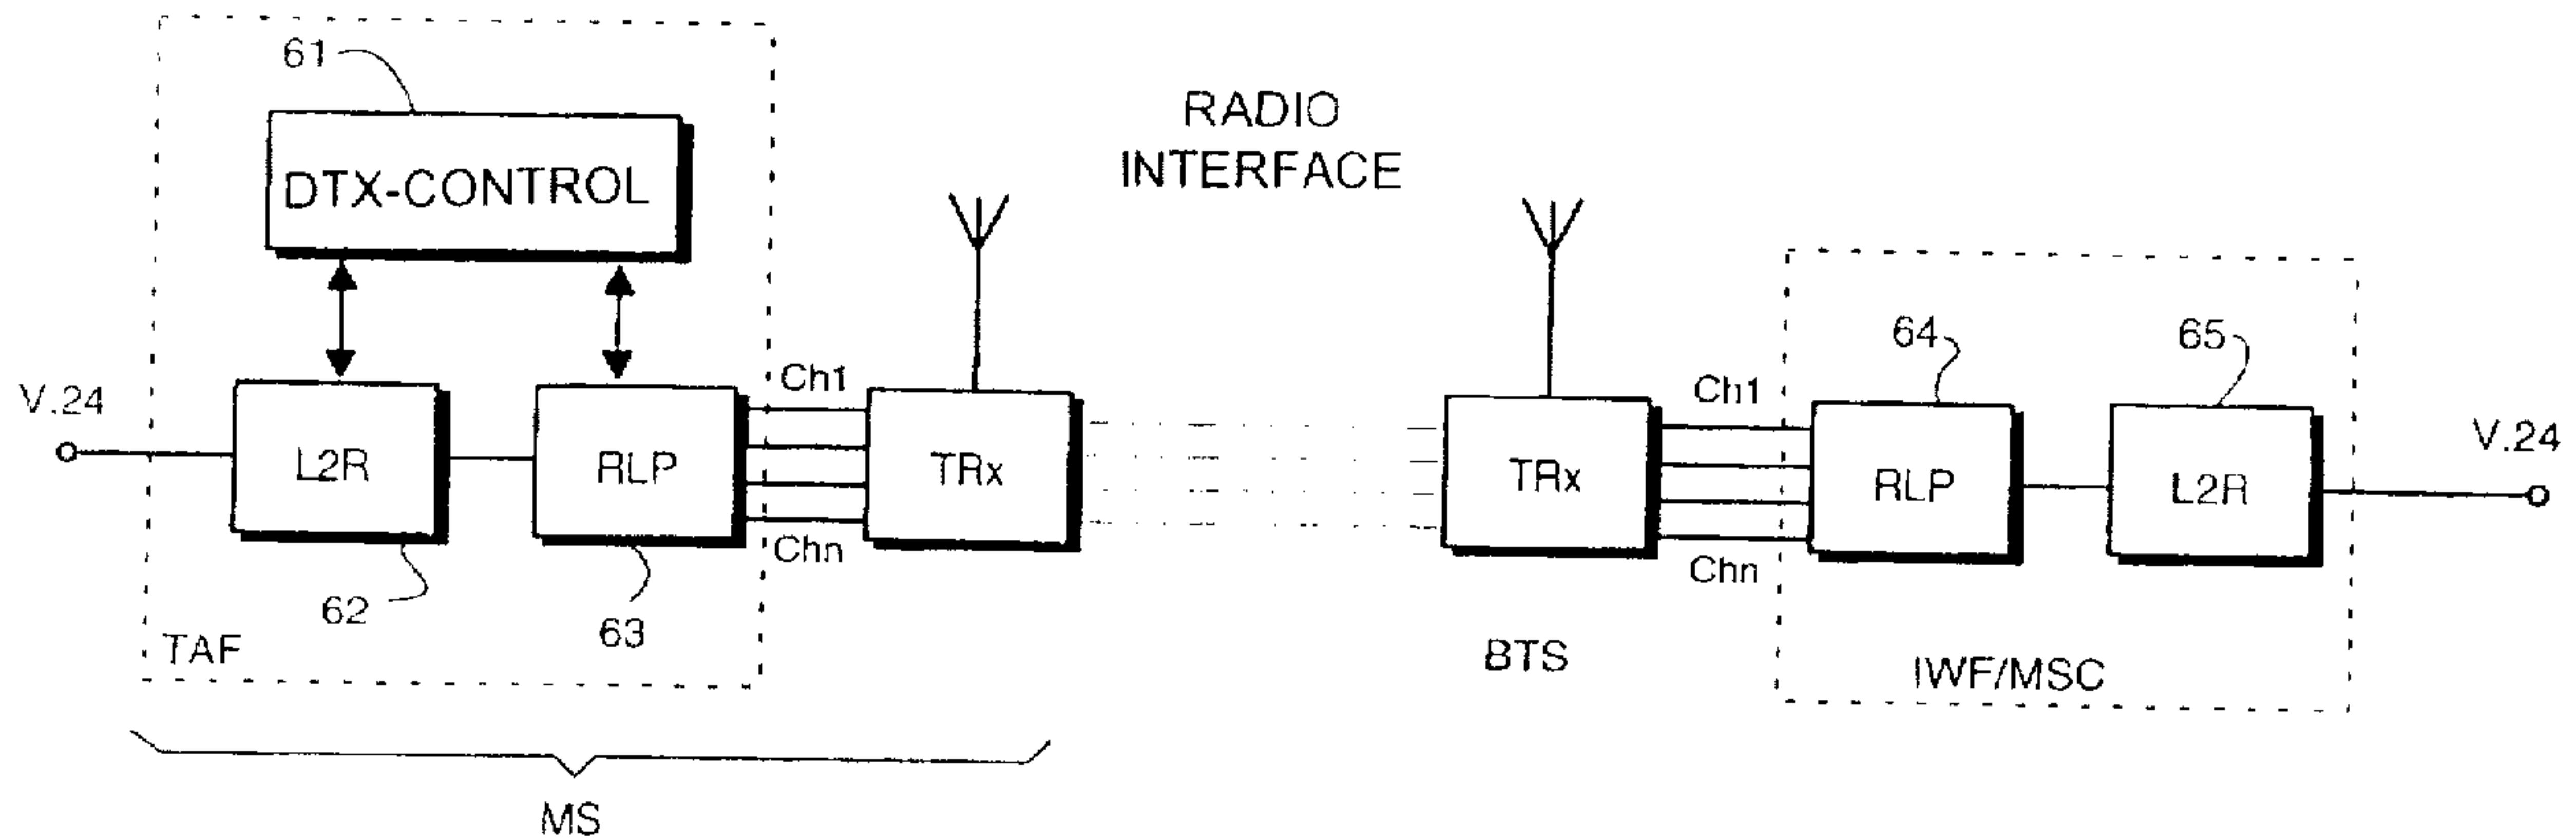 61
RADIO
INTERFACE
DTX-CONTROL
64
65
V.24
Ch1
Ch1
V.24
L2R
RLP
TRx
TRx
RLP
L2R
Chn
Chn
62
63
TAF
BTS
IWF/MSC
MS